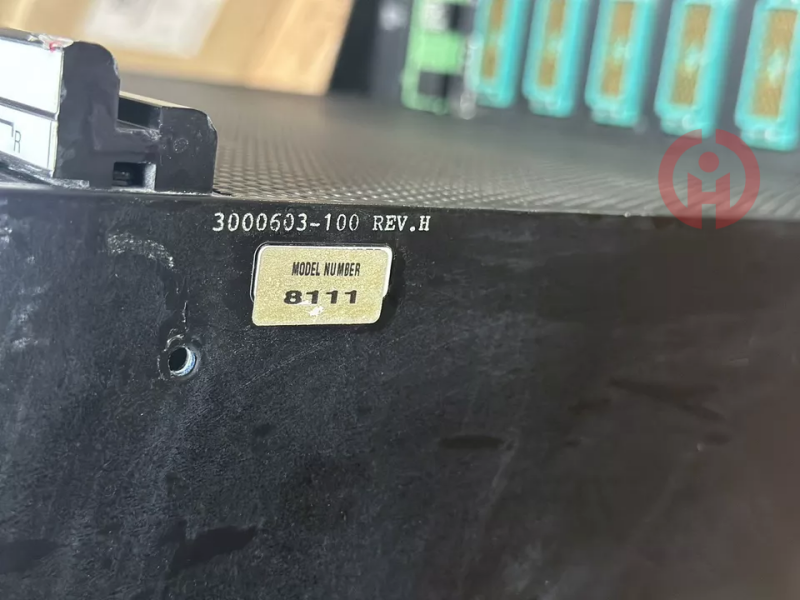 R
3000603-100 REV.H
MODEL NUMBER
8111